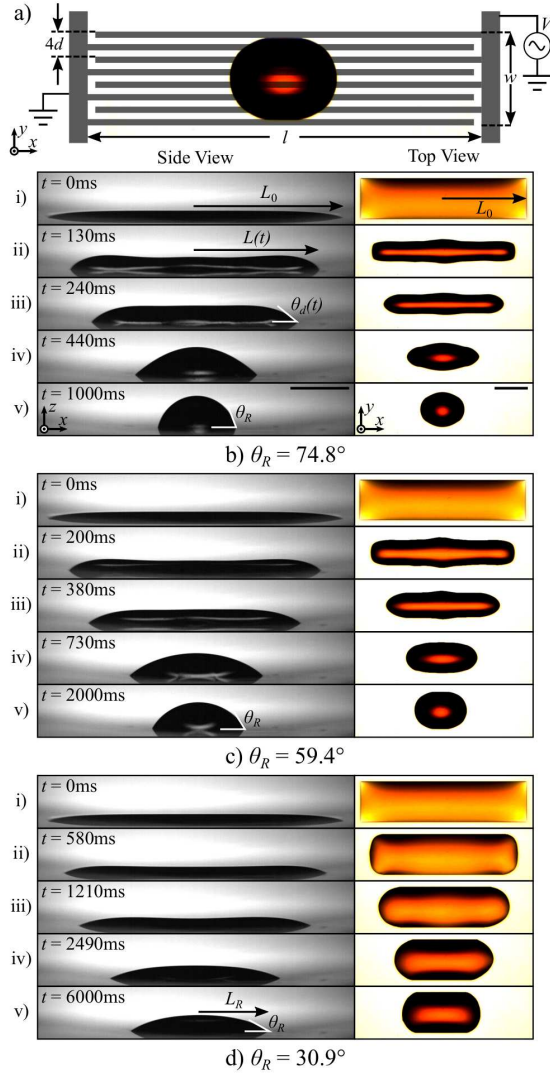 a)
4d
V
w
l
y
x
Side View
Top View
i)
t = 0ms
L₀
L₀
ii)
t = 130ms
L(t)
iii)
t = 240ms
θd(t)
iv)
t = 440ms
v)
t = 1000ms
z
x
θR
y
x
b) θR = 74.8°
i)
t = 0ms
ii)
t = 200ms
iii)
t = 380ms
iv)
t = 730ms
v)
t = 2000ms
θR
c) θR = 59.4°
i)
t = 0ms
ii)
t = 580ms
iii)
t = 1210ms
iv)
t = 2490ms
v)
t = 6000ms
LR
θR
d) θR = 30.9°